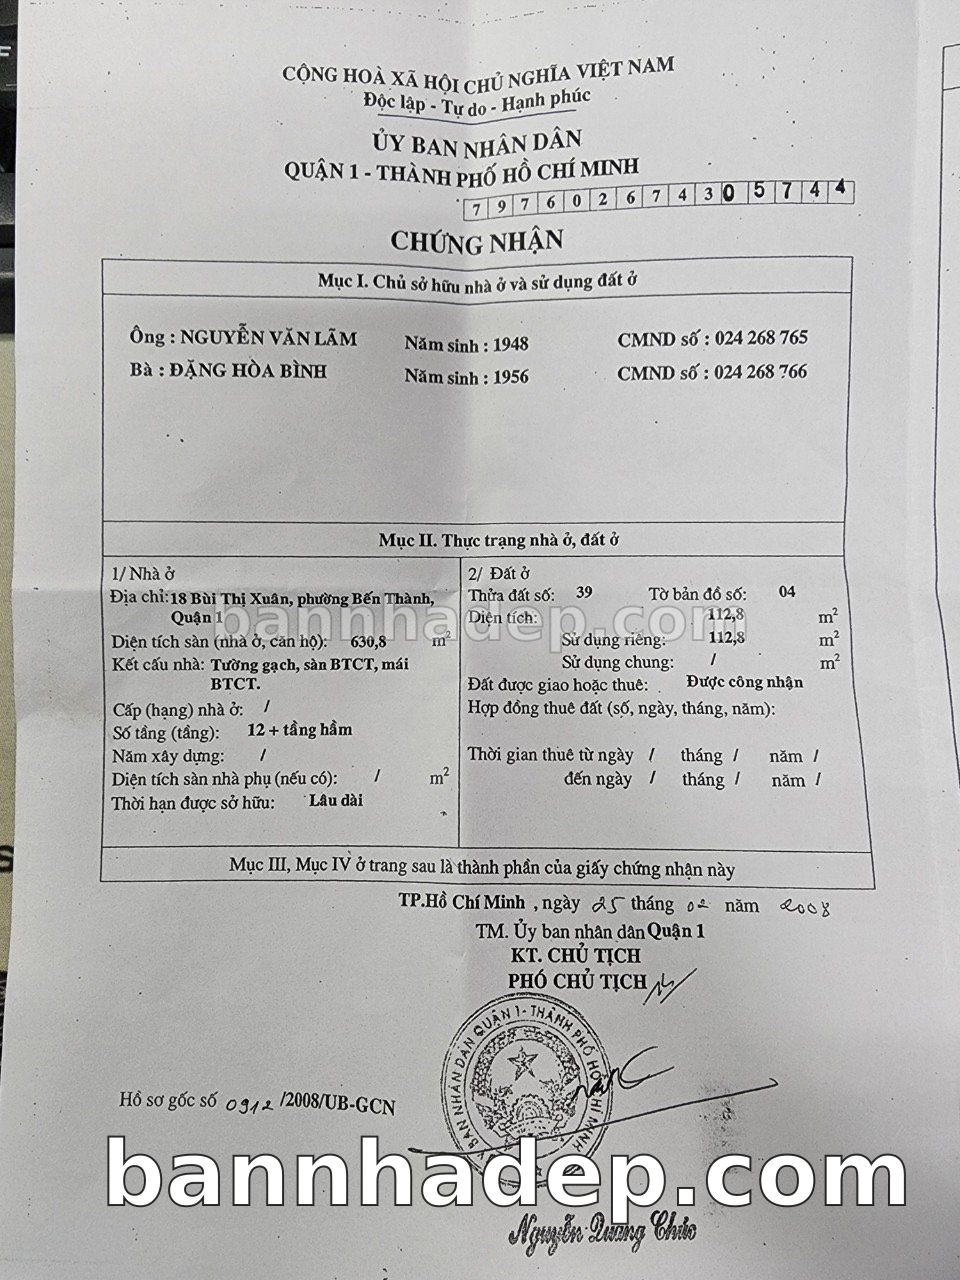 CỘNG HOÀ XÃ HỘI CHỦ NGHĨA VIỆT NAM
Độc lập - Tự do - Hạnh phúc
ỦY BAN NHÂN DÂN
QUẬN 1 - THÀNH PHỐ HỒ CHÍ MINH
7 9 7 6 0 2 6 7 4 3 0 5 7 4 4
CHỨNG NHẬN
Mục I. Chủ sở hữu nhà ở và sử dụng đất ở
Ông : NGUYỄN VĂN LÃM Năm sinh : 1948 CMND số : 024 268 765
Bà : ĐẶNG HÒA BÌNH Năm sinh : 1956 CMND số : 024 268 766
Mục II. Thực trạng nhà ở, đất ở
1/ Nhà ở
Địa chỉ: 18 Bùi Thị Xuân, phường Bến Thành,
Quận 1
Diện tích sàn (nhà ở, căn hộ): 630,8 m²
Kết cấu nhà: Tường gạch, sàn BTCT, mái
BTCT.
Cấp (hạng) nhà ở: /
Số tầng (tầng): 12 + tầng hầm
Năm xây dựng: /
Diện tích sàn nhà phụ (nếu có): / m²
Thời hạn được sở hữu: Lâu dài
2/ Đất ở
Thửa đất số: 39 Tờ bản đồ số: 04
Diện tích: 112,8 m²
Sử dụng riêng: 112,8 m²
Sử dụng chung: / m²
Đất được giao hoặc thuê: Được công nhận
Hợp đồng thuê đất (số, ngày, tháng, năm):
Thời gian thuê từ ngày / tháng / năm /
đến ngày / tháng / năm /
bannhadep.com
Mục III, Mục IV ở trang sau là thành phần của giấy chứng nhận này
TP.Hồ Chí Minh , ngày 25 tháng 02 năm 2008
TM. Ủy ban nhân dân Quận 1
KT. CHỦ TỊCH
PHÓ CHỦ TỊCH
ỦY BAN NHÂN DÂN QUẬN 1 - THÀNH PHỐ HỒ CHÍ MINH
Hồ sơ gốc số 0912 /2008/UB-GCN
bannhadep.com
Nguyễn Quang Chức